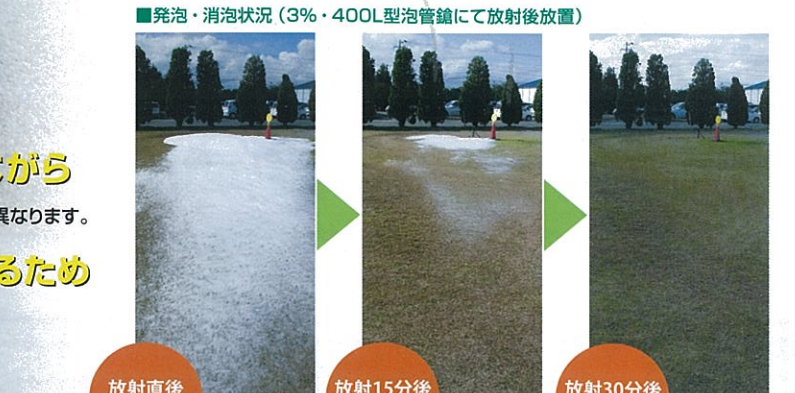 ■発泡・消泡状況（3%・400L型泡管鎗にて放射後放置）
がら
異なります。
るため
放射直後
放射15分後
放射30分後